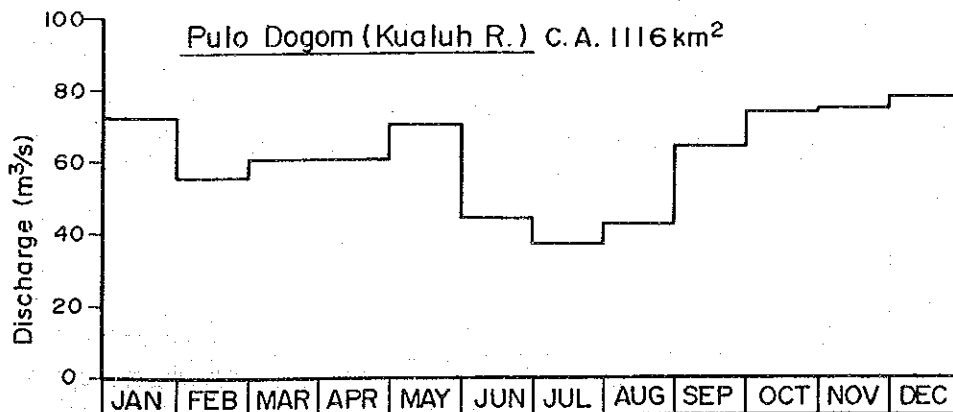 100
Pulo Dogom (Kualuh R.) C. A. 1116 km²
80
60
40
20
0
Discharge (m³/s)
JAN FEB MAR APR MAY JUN JUL AUG SEP OCT NOV DEC